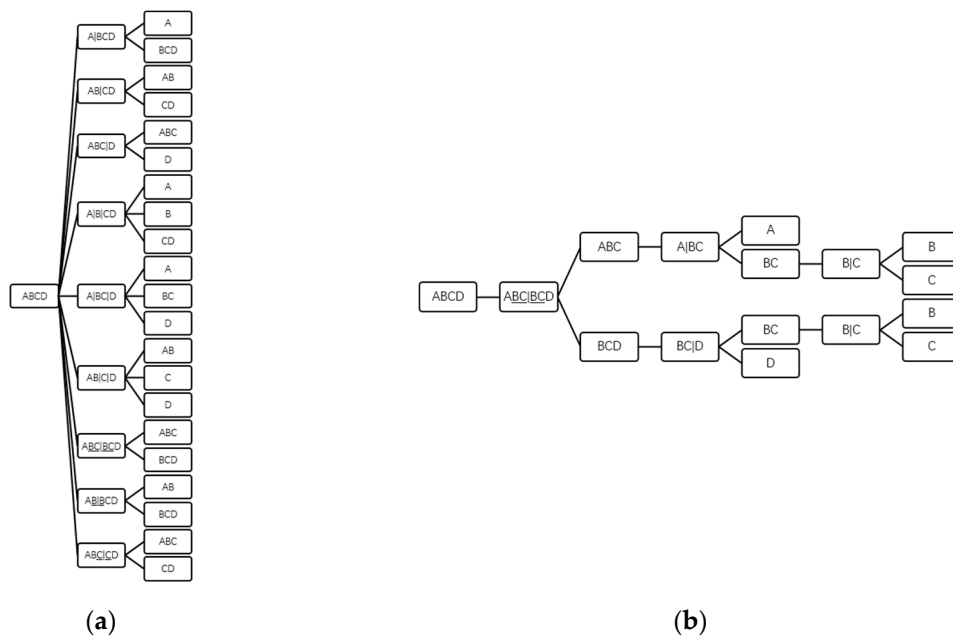 A
A|BCD
BCD
AB
AB|CD
CD
ABC
ABC|D
D
A
A|B|CD
B
CD
A
ABCD
A|BC|D
BC
D
AB
AB|C|D
C
D
ABC
ABC|BCD
BCD
AB
AB|BCD
BCD
ABC
ABC|CD
CD
(a)
ABCD
ABC|BCD
ABC
A|BC
A
BC
B|C
B
C
BCD
BC|D
BC
B|C
B
C
D
(b)